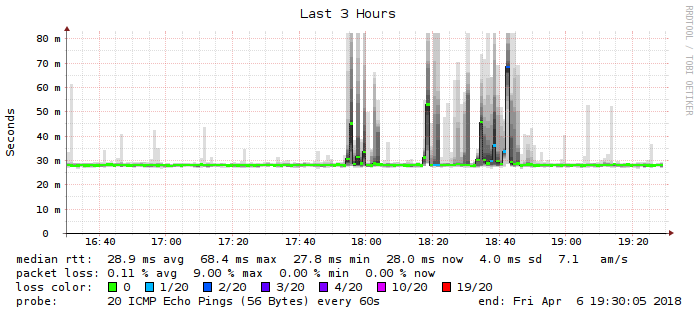 Last 3 Hours
RRDTOOL / TOBI OETIKER
Seconds
80 m
70 m
60 m
50 m
40 m
30 m
20 m
10 m
0
16:40 17:00 17:20 17:40 18:00 18:20 18:40 19:00 19:20
median rtt: 28.9 ms avg 68.4 ms max 27.8 ms min 28.0 ms now 4.0 ms sd 7.1 am/s
packet loss: 0.11 % avg 9.00 % max 0.00 % min 0.00 % now
loss color: 0 1/20 2/20 3/20 4/20 10/20 19/20
probe: 20 ICMP Echo Pings (56 Bytes) every 60s end: Fri Apr 6 19:30:05 2018